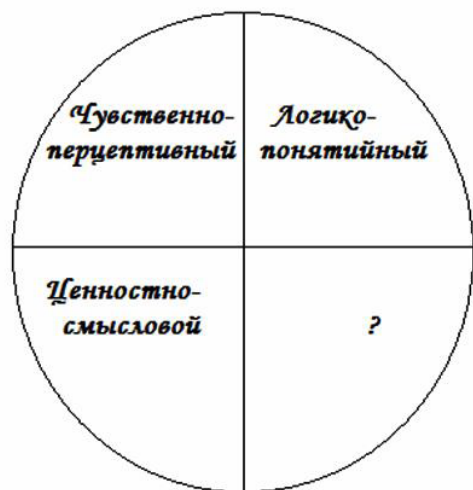 Чувственно-
перцептивный
Логико-
понятийный
Ценностно-
смысловой
?